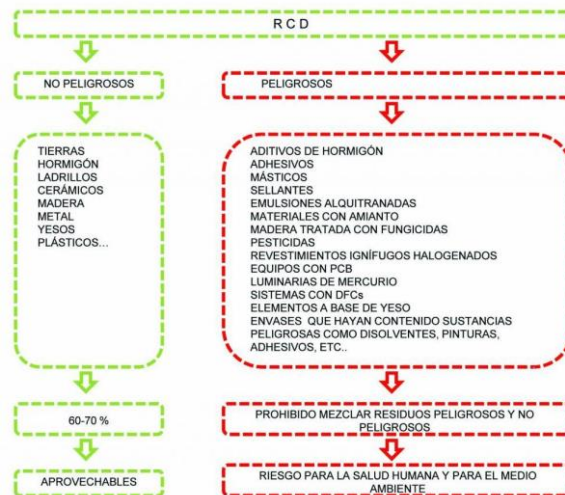 R C D
NO PELIGROSOS
PELIGROSOS
TIERRAS
HORMIGÓN
LADRILLOS
CERÁMICOS
MADERA
METAL
YESOS
PLÁSTICOS...
ADITIVOS DE HORMIGÓN
ADHESIVOS
MÁSTICOS
SELLANTES
EMULSIONES ALQUITRANADAS
MATERIALES CON AMIANTO
MADERA TRATADA CON FUNGICIDAS
PESTICIDAS
REVESTIMIENTOS IGNÍFUGOS HALOGENADOS
EQUIPOS CON PCB
LUMINARIAS DE MERCURIO
SISTEMAS CON DFCs
ELEMENTOS A BASE DE YESO
ENVASES QUE HAYAN CONTENIDO SUSTANCIAS
PELIGROSAS COMO DISOLVENTES, PINTURAS,
ADHESIVOS, ETC..
60-70 %
PROHIBIDO MEZCLAR RESIDUOS PELIGROSOS Y NO
PELIGROSOS
APROVECHABLES
RIESGO PARA LA SALUD HUMANA Y PARA EL MEDIO
AMBIENTE